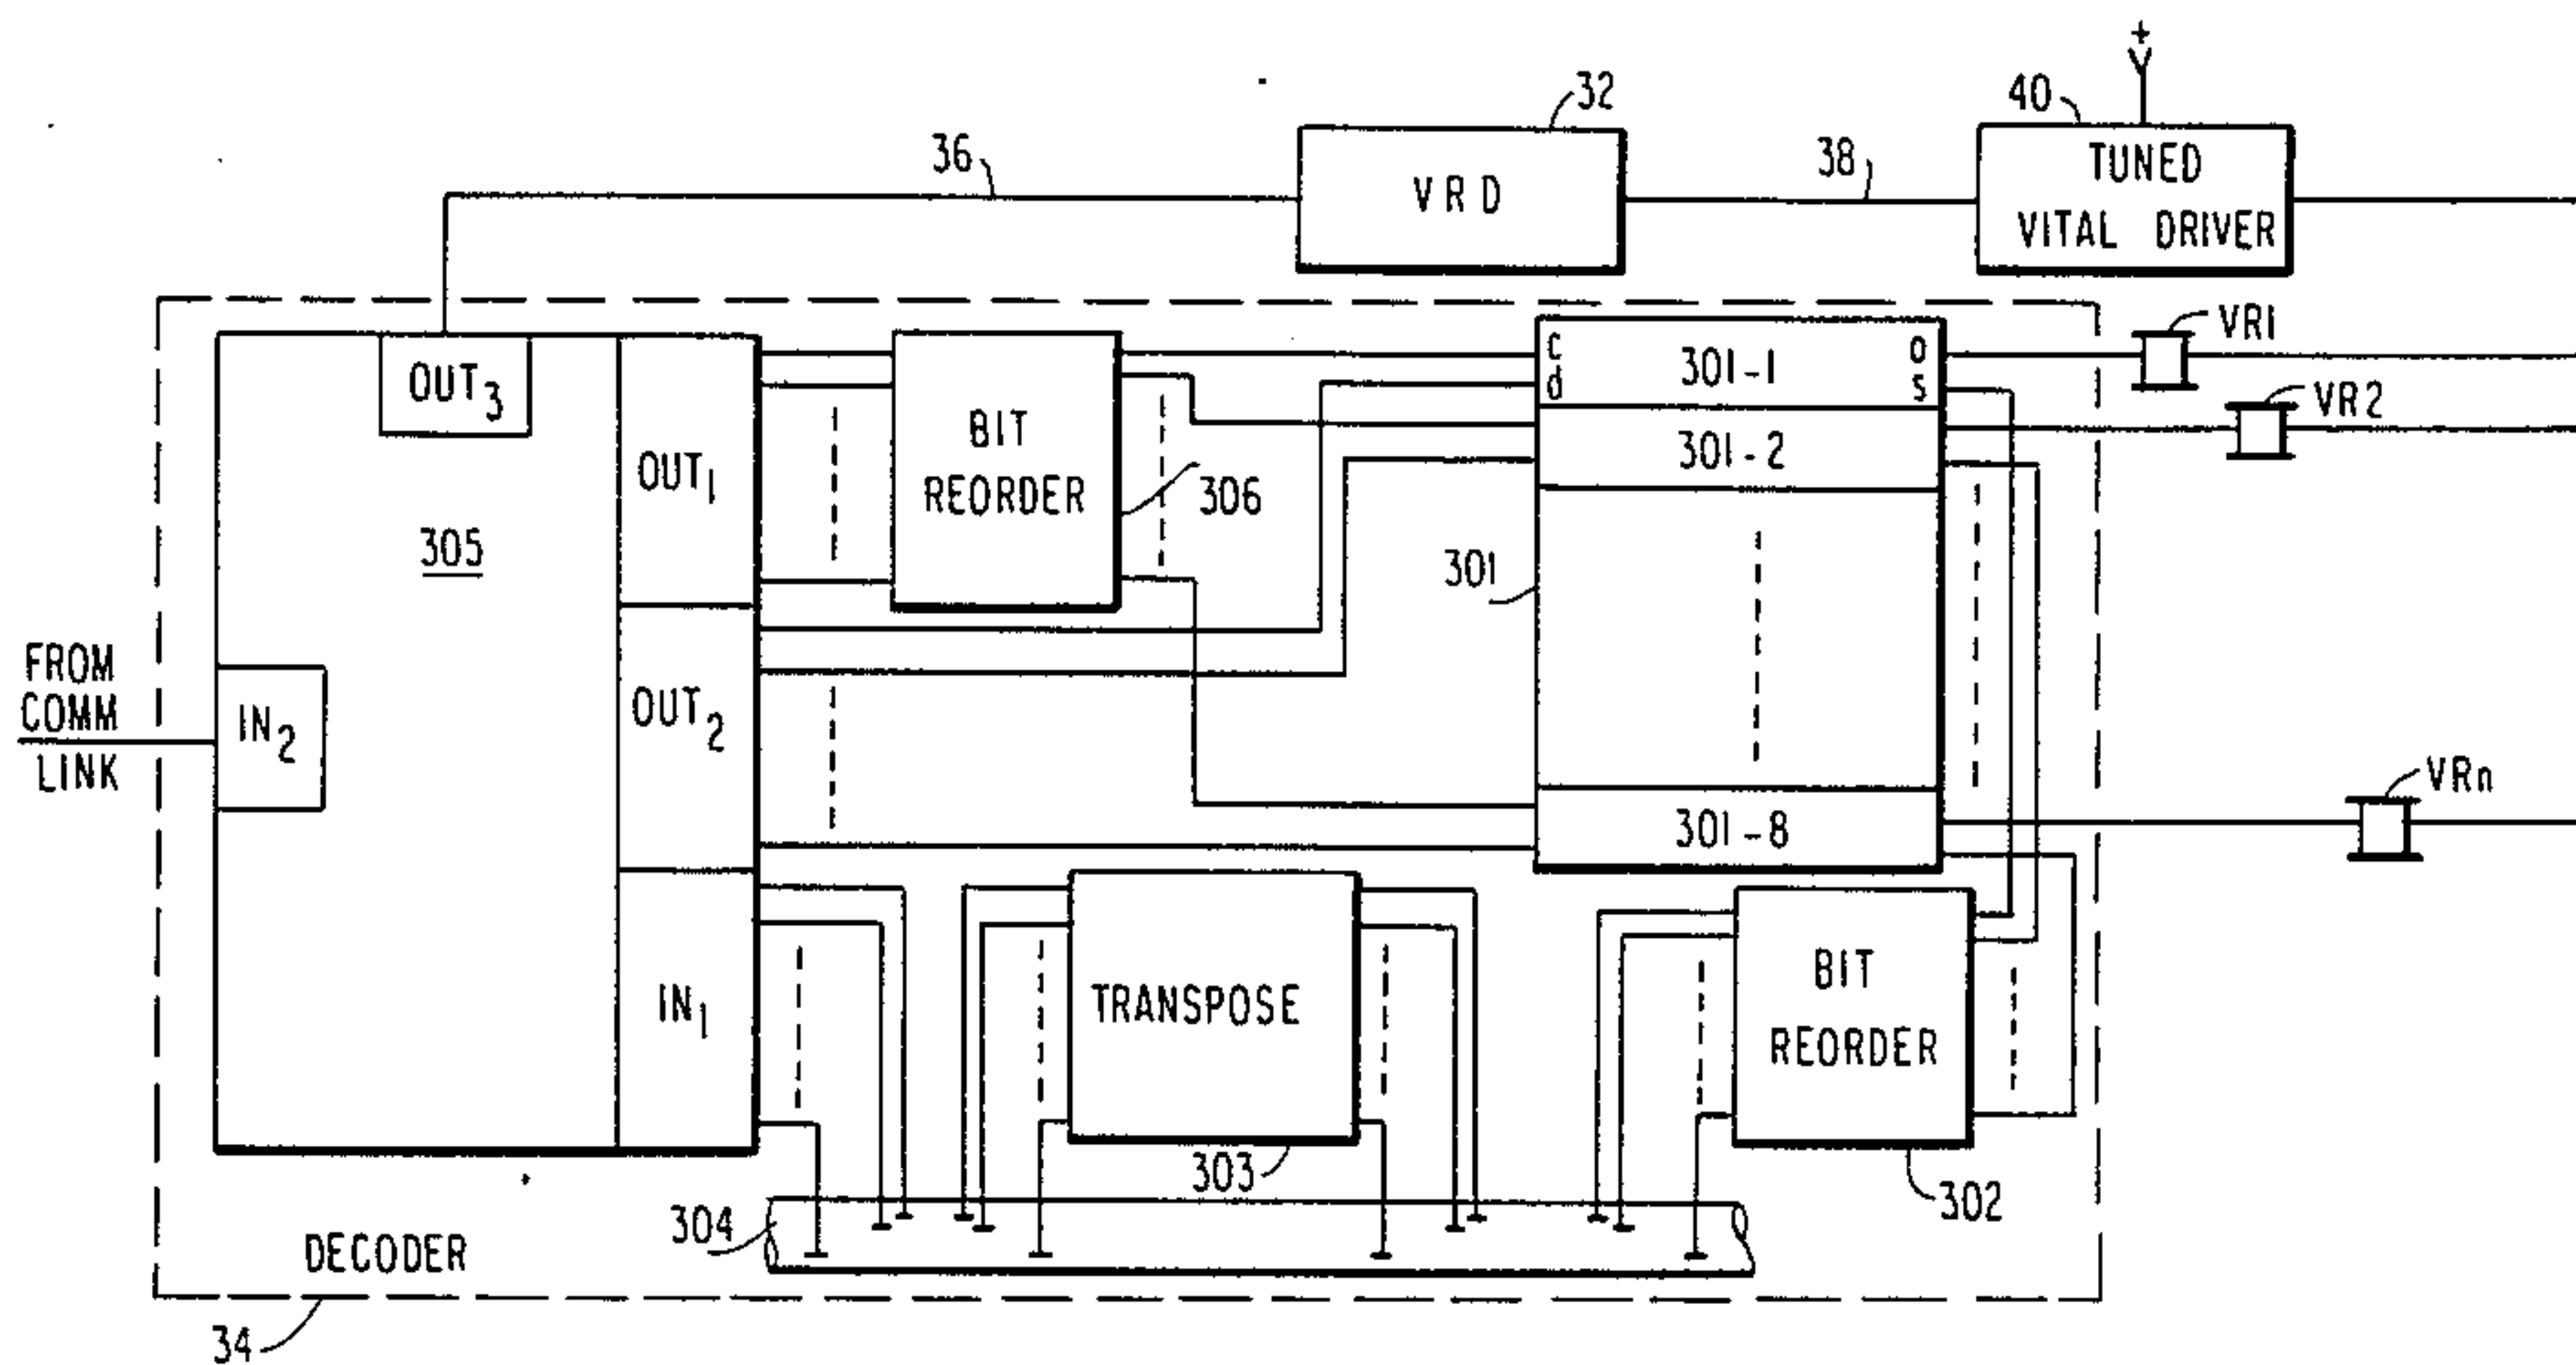 +
32
40
36
VRD
38
TUNED
VITAL DRIVER
VR1
VR2
OUT3
OUT1
BIT
REORDER
306
c
d
301-1
o
s
301-2
305
301
FROM
COMM
LINK
IN2
OUT2
VRn
301-8
IN1
TRANSPOSE
BIT
REORDER
303
302
304
DECODER
34